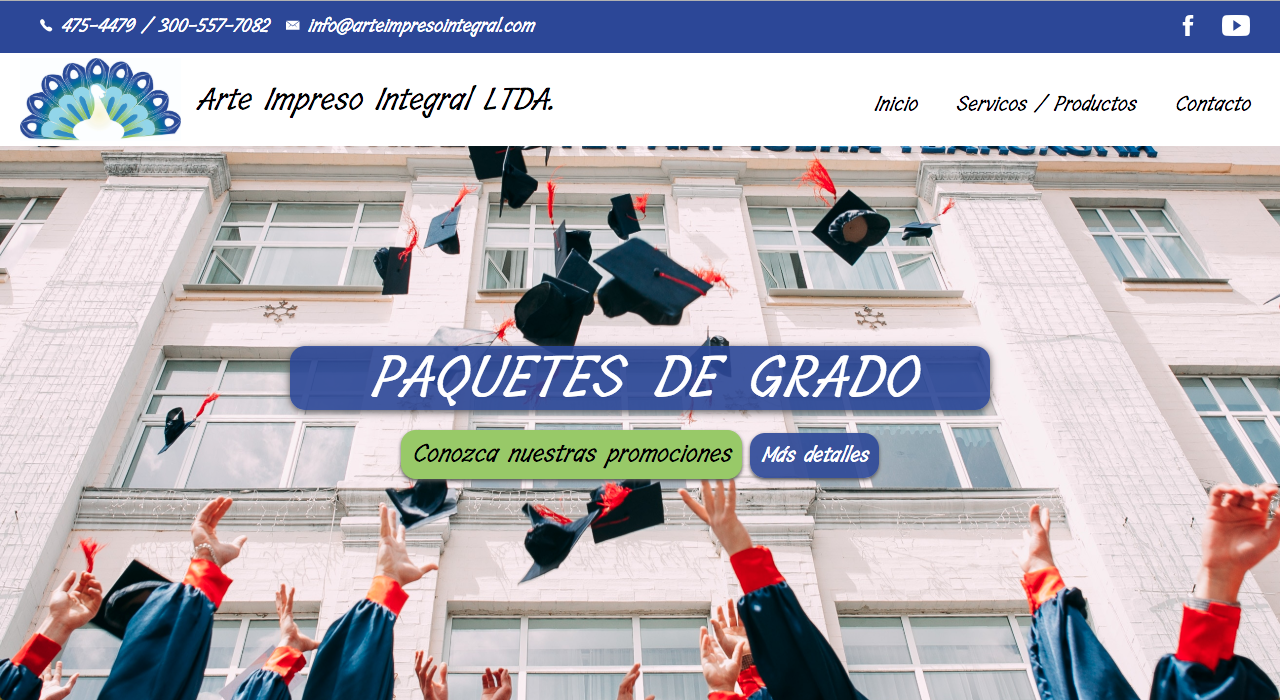 475-4479 / 300-557-7082 info@arteimpresointegral.com
Arte Impreso Integral LTDA.
Inicio Servicos / Productos Contacto
PAQUETES DE GRADO
Conozca nuestras promociones Más detalles